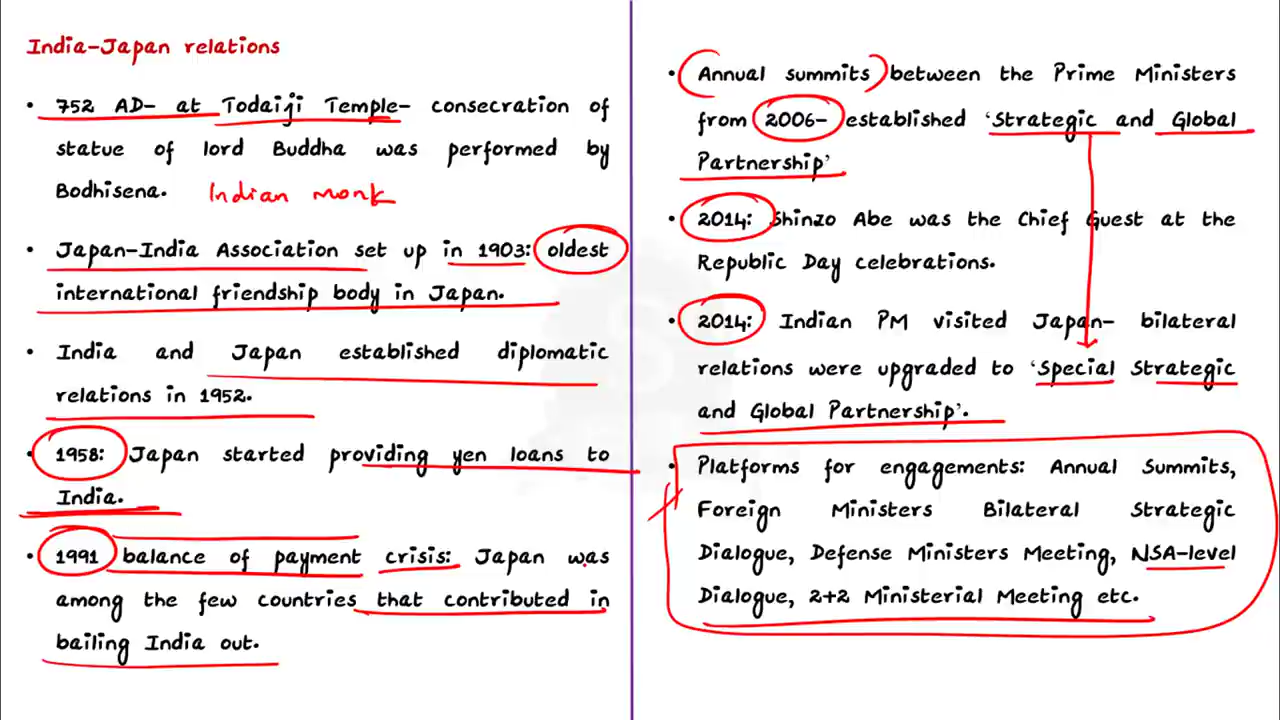 India-Japan relations
• 752 AD- at Todaiji Temple- consecration of
statue of lord Buddha was performed by
Bodhisena. Indian monk
• Japan-India Association set up in 1903: oldest
international friendship body in Japan.
• India and Japan established diplomatic
relations in 1952.
• 1958: Japan started providing yen loans to
India.
• 1991 balance of payment crisis: Japan was
among the few countries that contributed in
bailing India out.
• Annual summits between the Prime Ministers
from 2006- established ‘Strategic and Global
Partnership’
• 2014: Shinzo Abe was the Chief Guest at the
Republic Day celebrations.
• 2014: Indian PM visited Japan- bilateral
relations were upgraded to ‘Special Strategic
and Global Partnership’.
• Platforms for engagements: Annual Summits,
Foreign Ministers Bilateral Strategic
Dialogue, Defense Ministers Meeting, NSA-level
Dialogue, 2+2 Ministerial Meeting etc.